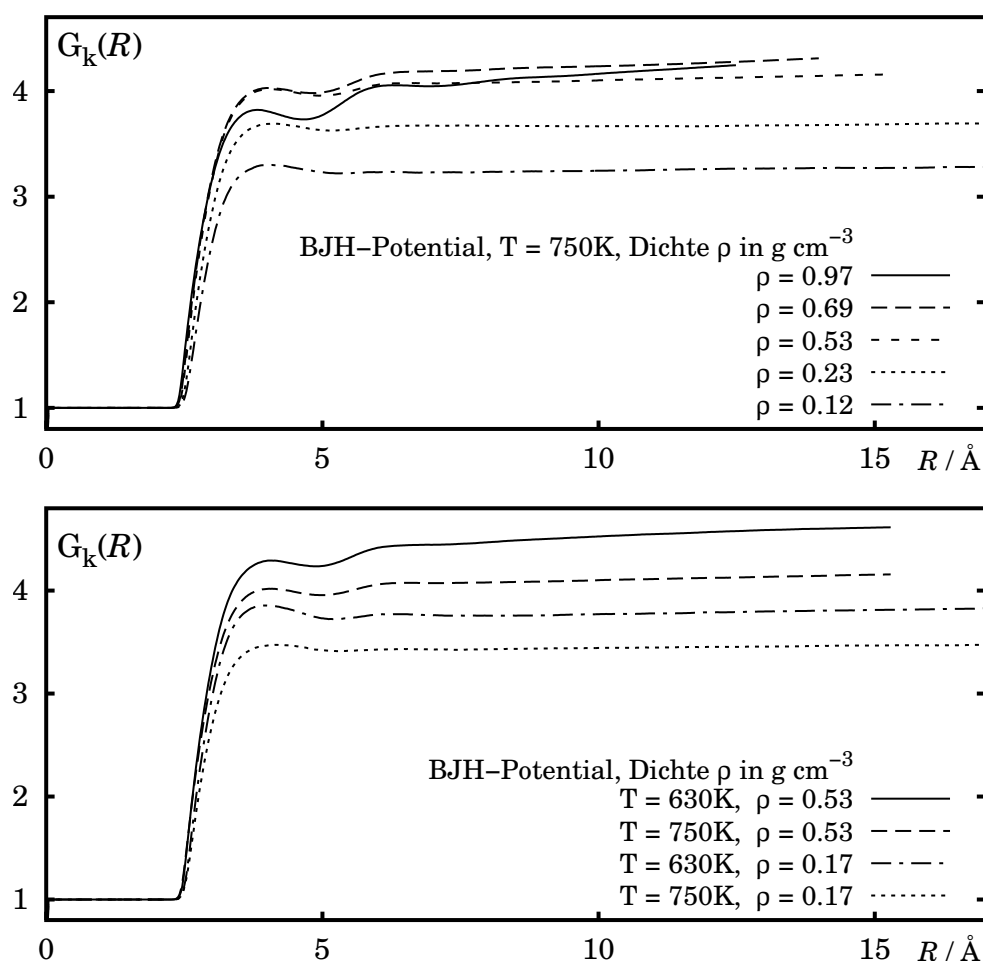 G_k(R)
4
3
2
1
BJH–Potential, T = 750K, Dichte ρ in g cm⁻³
ρ = 0.97
ρ = 0.69
ρ = 0.53
ρ = 0.23
ρ = 0.12
0 5 10 15 R / Å
G_k(R)
4
3
2
1
BJH–Potential, Dichte ρ in g cm⁻³
T = 630K, ρ = 0.53
T = 750K, ρ = 0.53
T = 630K, ρ = 0.17
T = 750K, ρ = 0.17
0 5 10 15 R / Å